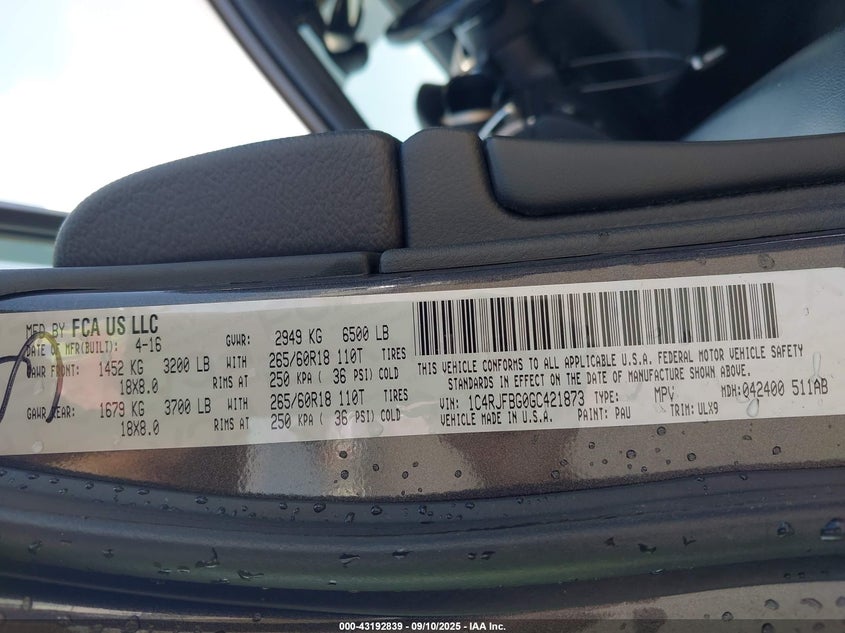 MFD BY FCA US LLC
DATE OF MFR(BUILT): 4-16 GVWR: 2949 KG 6500 LB
GAWR FRONT: 1452 KG 3200 LB WITH 265/60R18 110T TIRES
18X8.0 RIMS AT 250 KPA ( 36 PSI) COLD
GAWR REAR: 1679 KG 3700 LB WITH 265/60R18 110T TIRES
18X8.0 RIMS AT 250 KPA ( 36 PSI) COLD
THIS VEHICLE CONFORMS TO ALL APPLICABLE U.S.A. FEDERAL MOTOR VEHICLE SAFETY
STANDARDS IN EFFECT ON THE DATE OF MANUFACTURE SHOWN ABOVE.
VIN: 1C4RJFBG0GC421873 TYPE: MPV MDH: 042400 511AB
VEHICLE MADE IN U.S.A. PAINT: PAU TRIM: ULX9
000-43192839 - 09/10/2025 - IAA Inc.